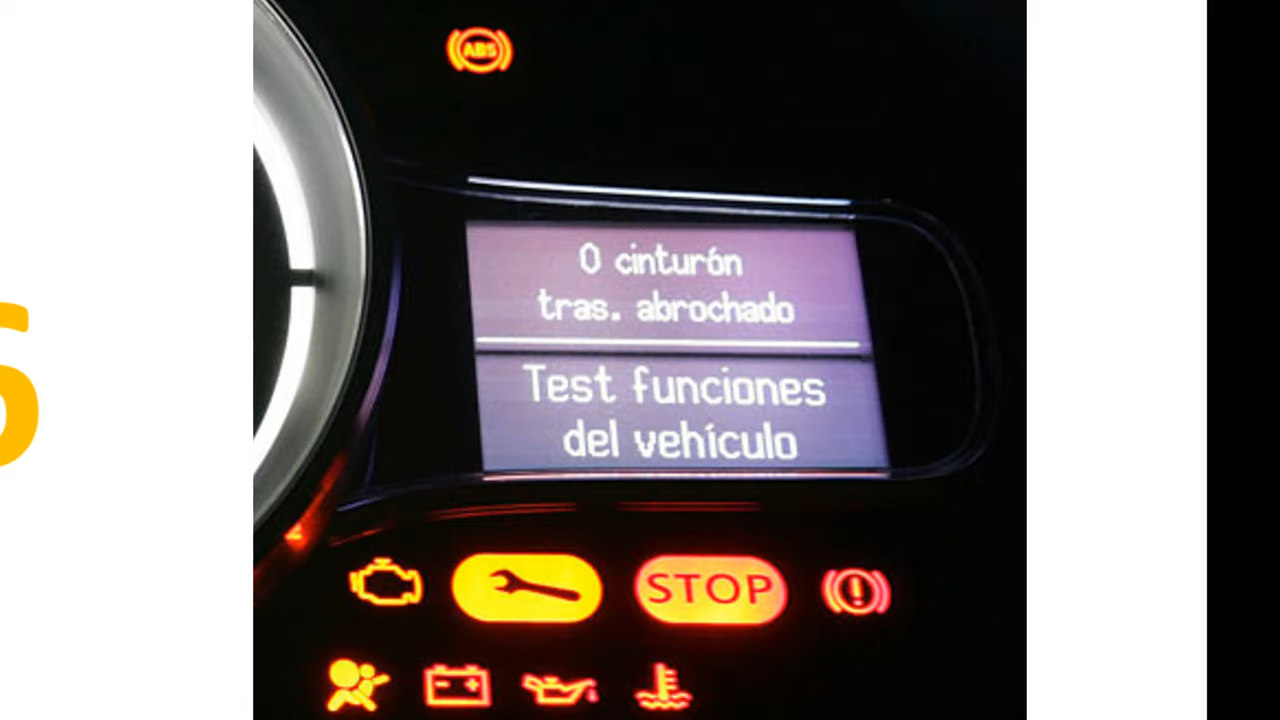 ABS
0 cinturón
tras. abrochado
Test funciones
del vehículo
STOP